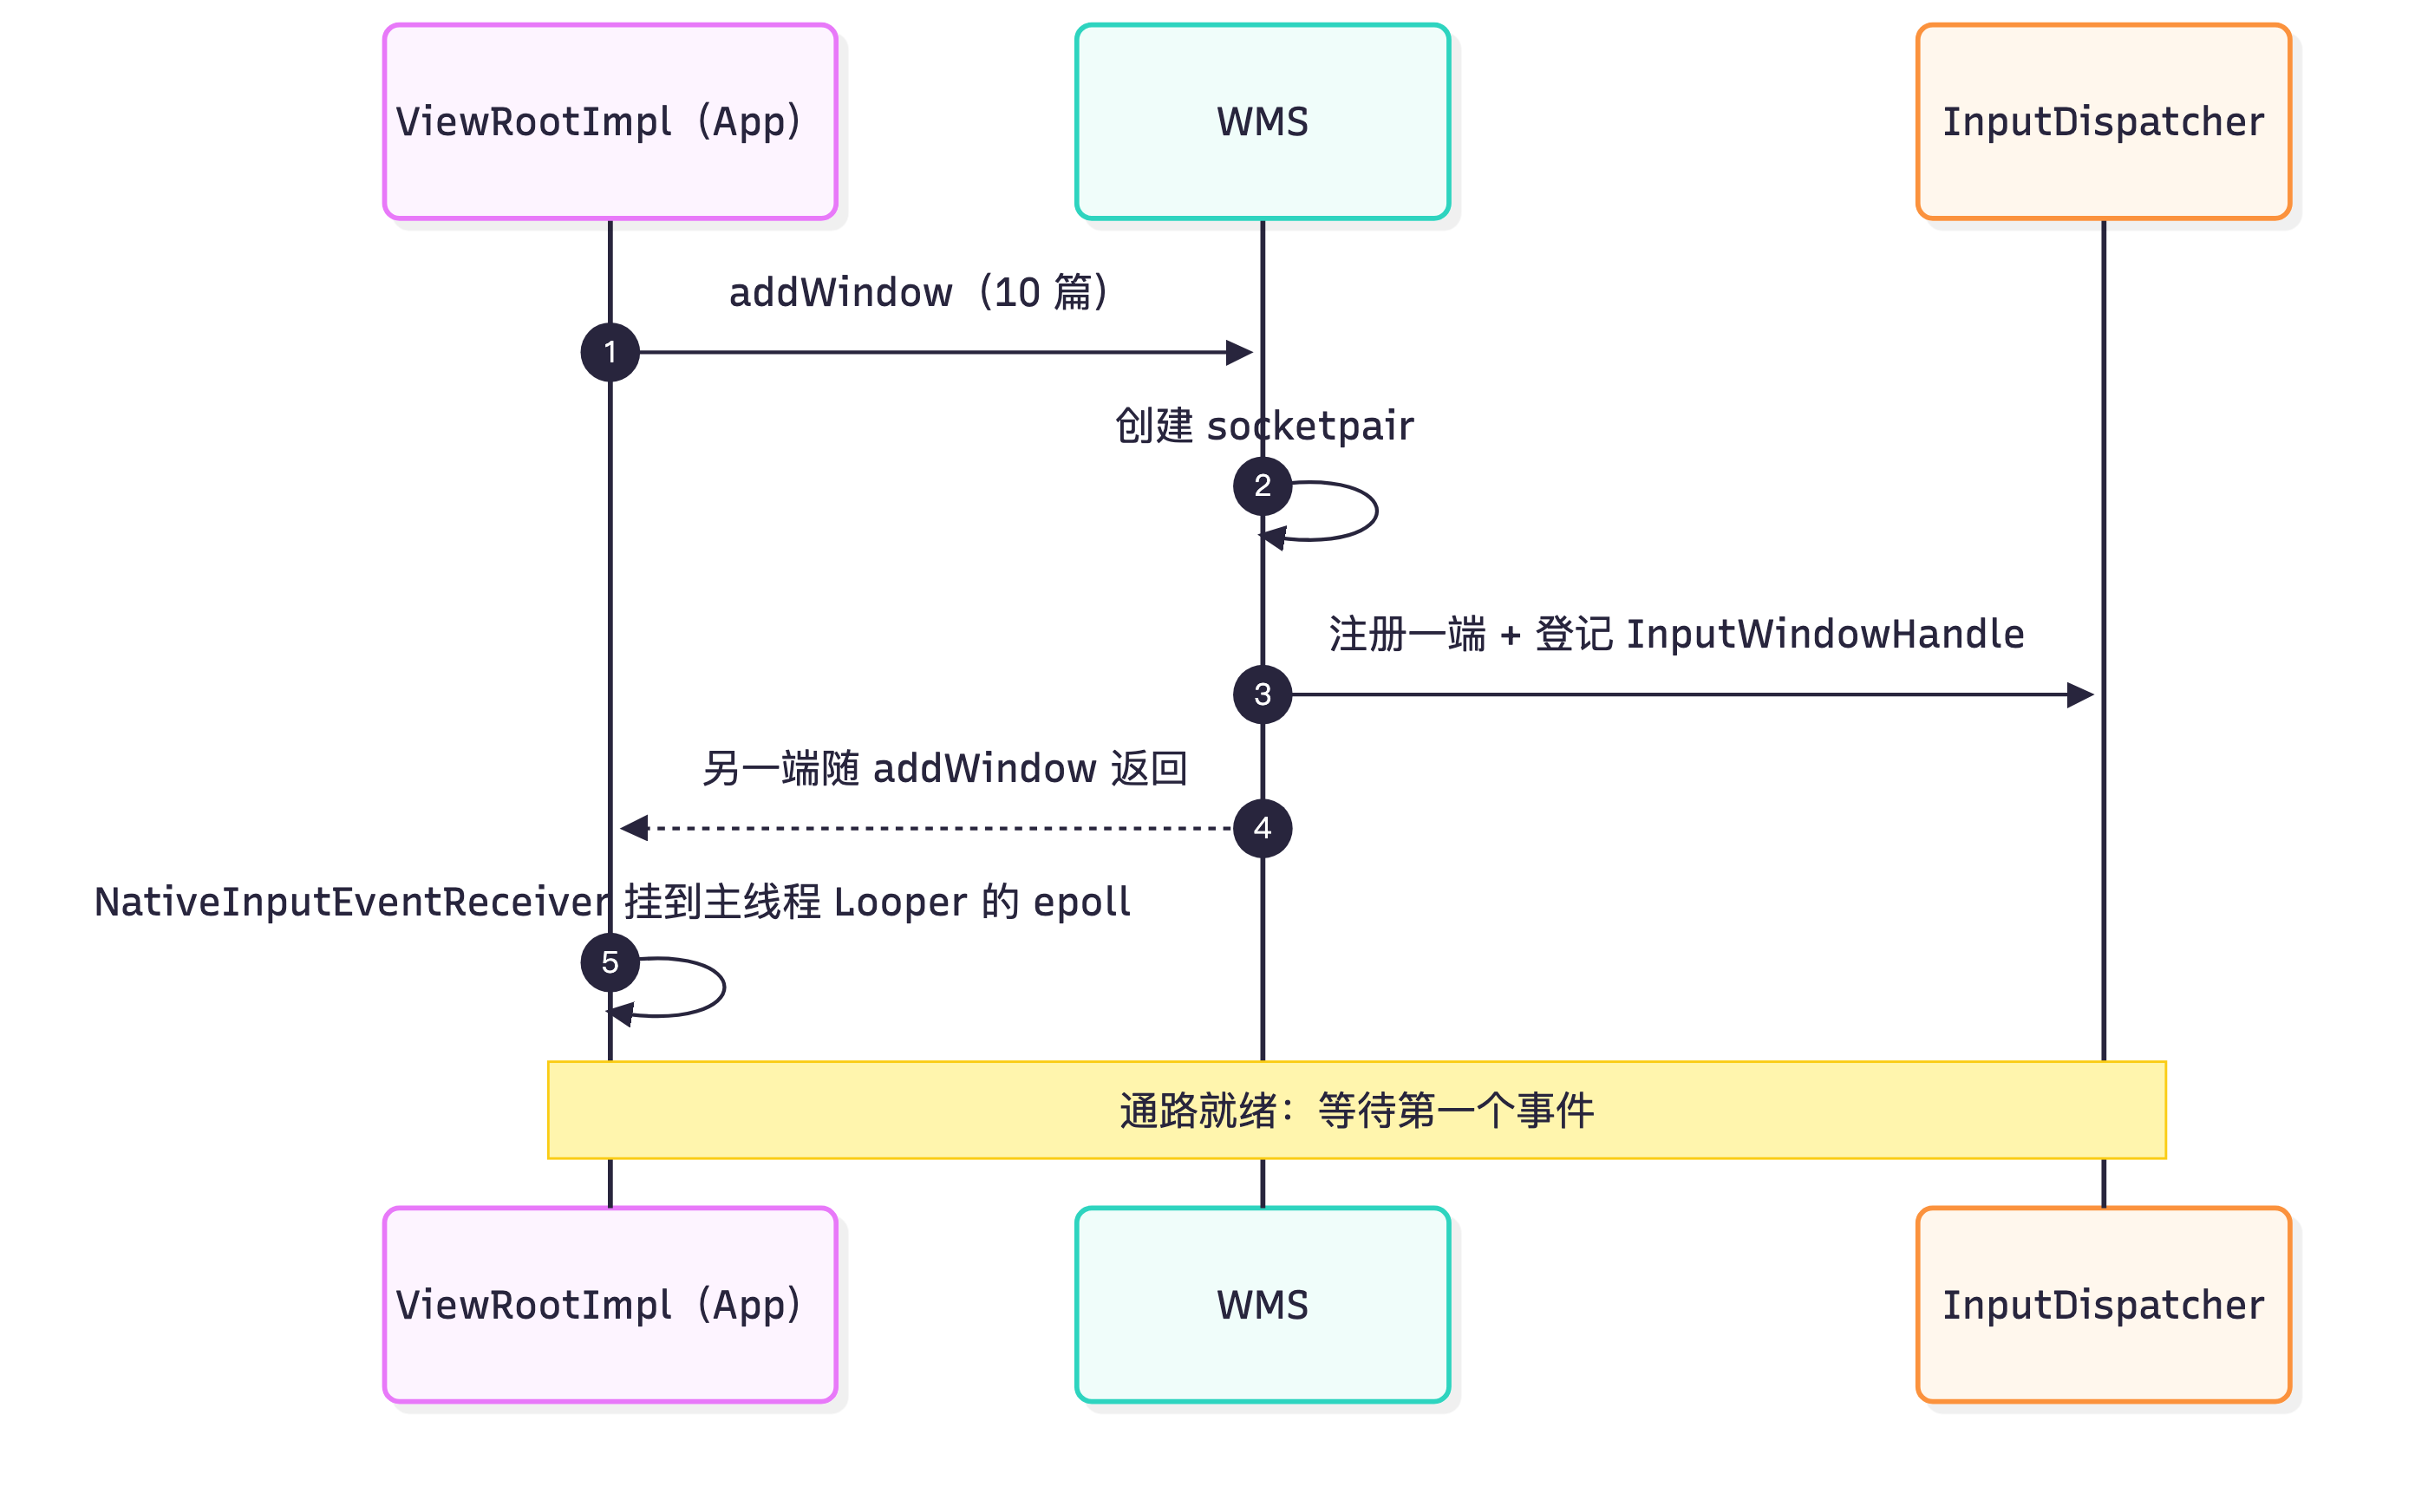 ViewRootImpl（App）
WMS
InputDispatcher
addWindow（10 篇）
1
创建 socketpair
2
注册一端 + 登记 InputWindowHandle
3
另一端随 addWindow 返回
4
NativeInputEventReceiver 挂到主线程 Looper 的 epoll
5
通路就绪：等待第一个事件
ViewRootImpl（App）
WMS
InputDispatcher